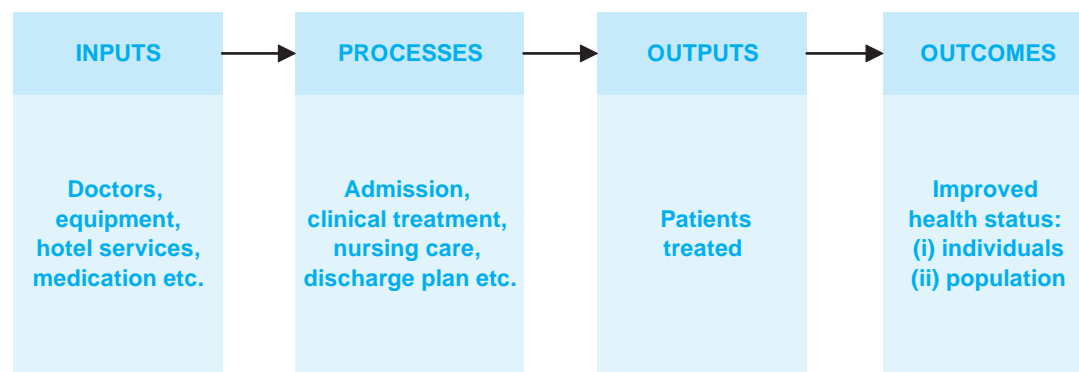 INPUTS
Doctors,
equipment,
hotel services,
medication etc.
PROCESSES
Admission,
clinical treatment,
nursing care,
discharge plan etc.
OUTPUTS
Patients
treated
OUTCOMES
Improved
health status:
(i) individuals
(ii) population